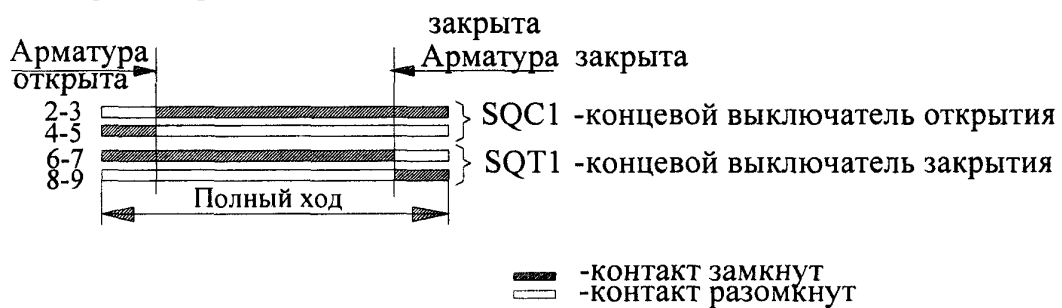 закрыта
Арматура открыта
Арматура закрыта
2-3
4-5
SQC1 -концевой выключатель открытия
6-7
8-9
SQT1 -концевой выключатель закрытия
Полный ход
-контакт замкнут
-контакт разомкнут